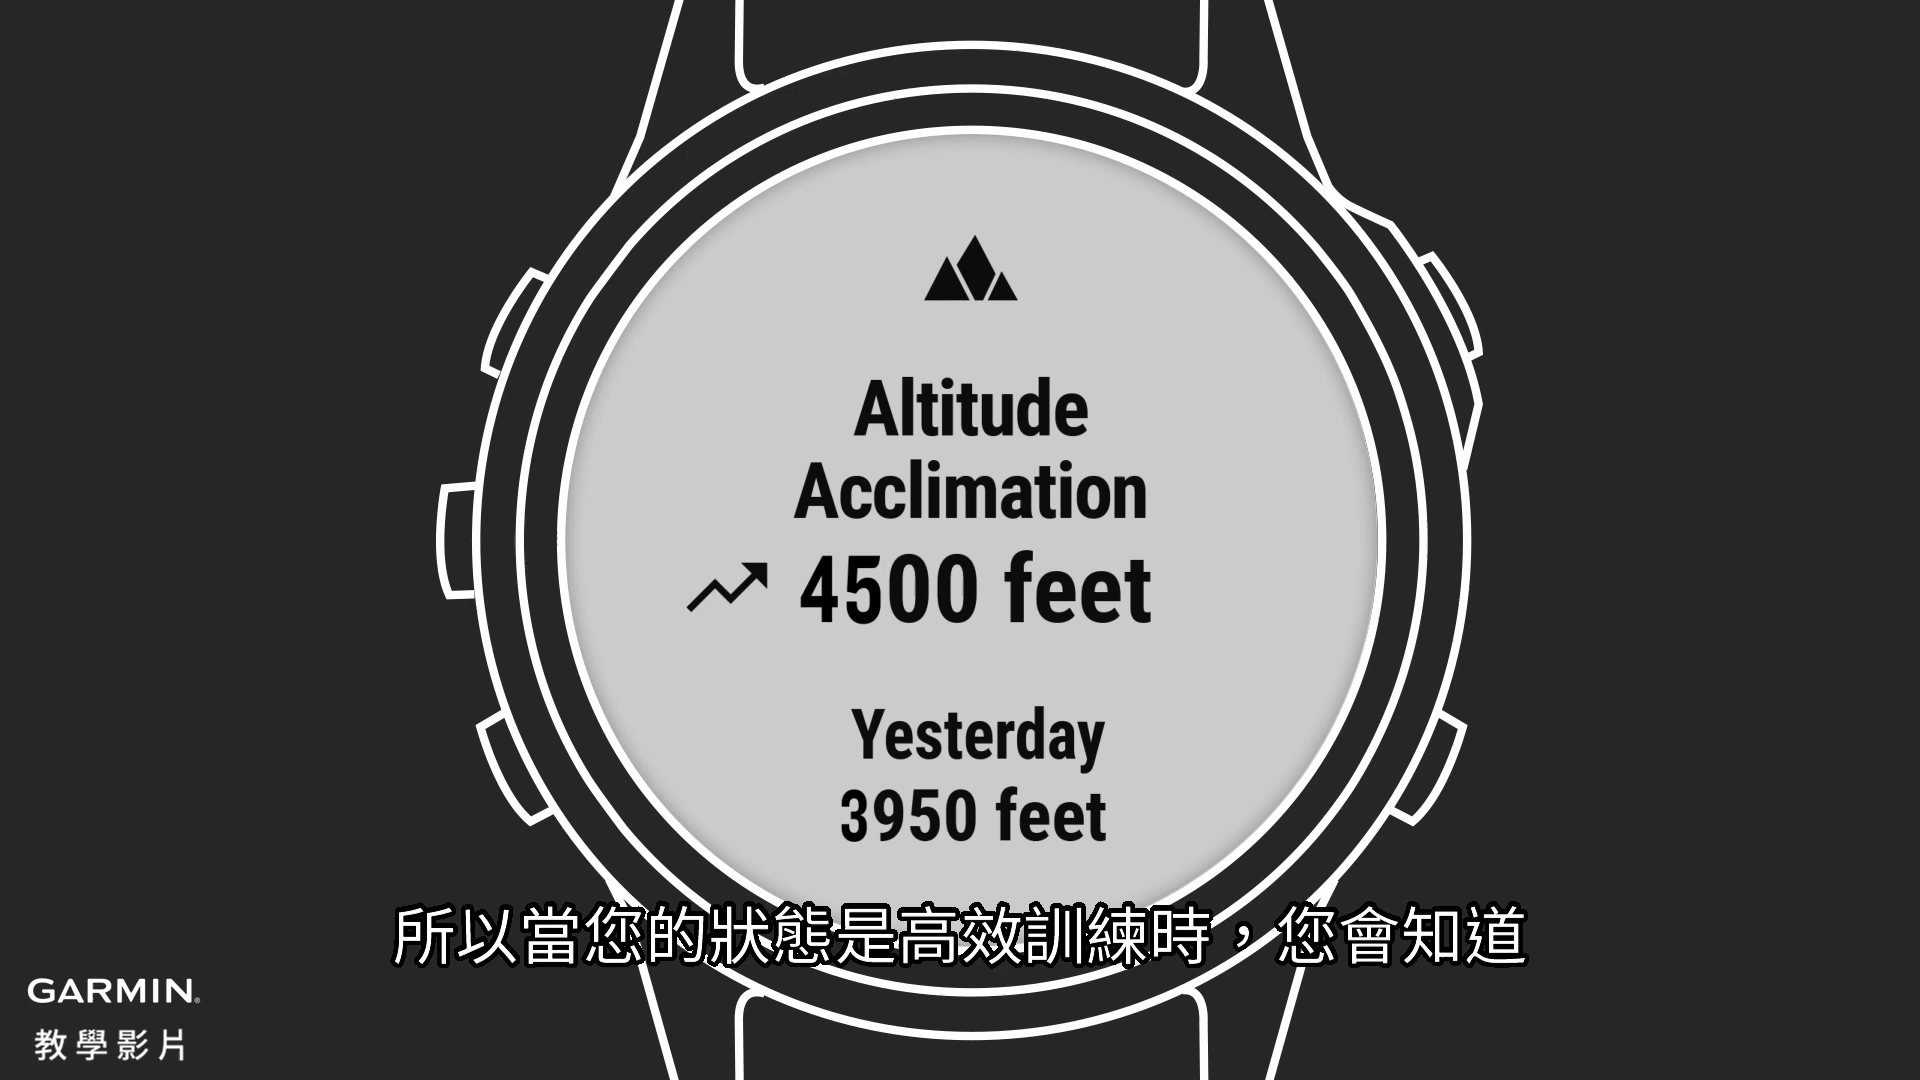 Altitude
Acclimation
4500 feet
Yesterday
3950 feet
所以當您的狀態是高效訓練時，您會知道
GARMIN®
教學影片